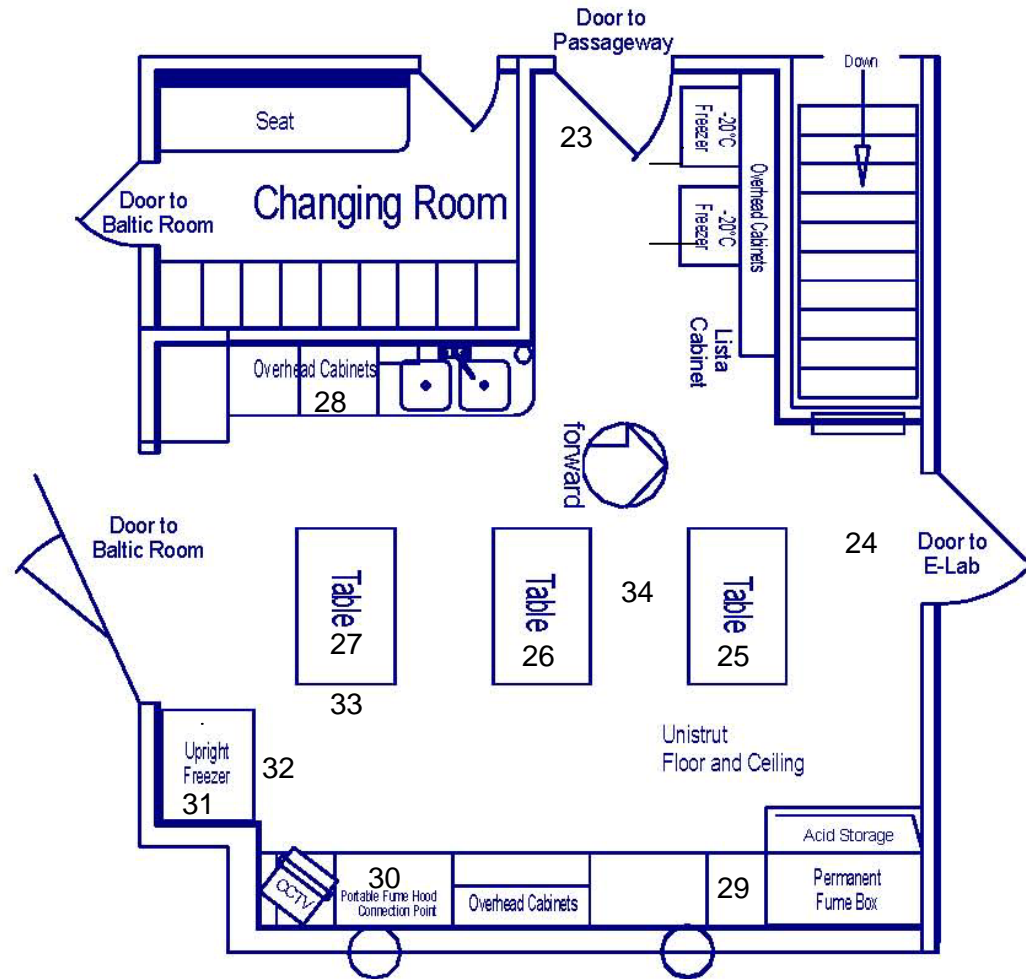 Door to
Passageway
Down
Seat
23
-20°C
Freezer
Door to
Baltic Room
Changing Room
-20°C
Freezer
Overhead Cabinets
Lista
Cabinet
Overhead Cabinets
28
forward
Door to
Baltic Room
24
Door to
E-Lab
Table
27
Table
26
34
Table
25
33
Unistrut
Floor and Ceiling
Upright
Freezer
31
32
Acid Storage
CCTV
30
Portable Fume Hood
Connection Point
Overhead Cabinets
29
Permanent
Fume Box